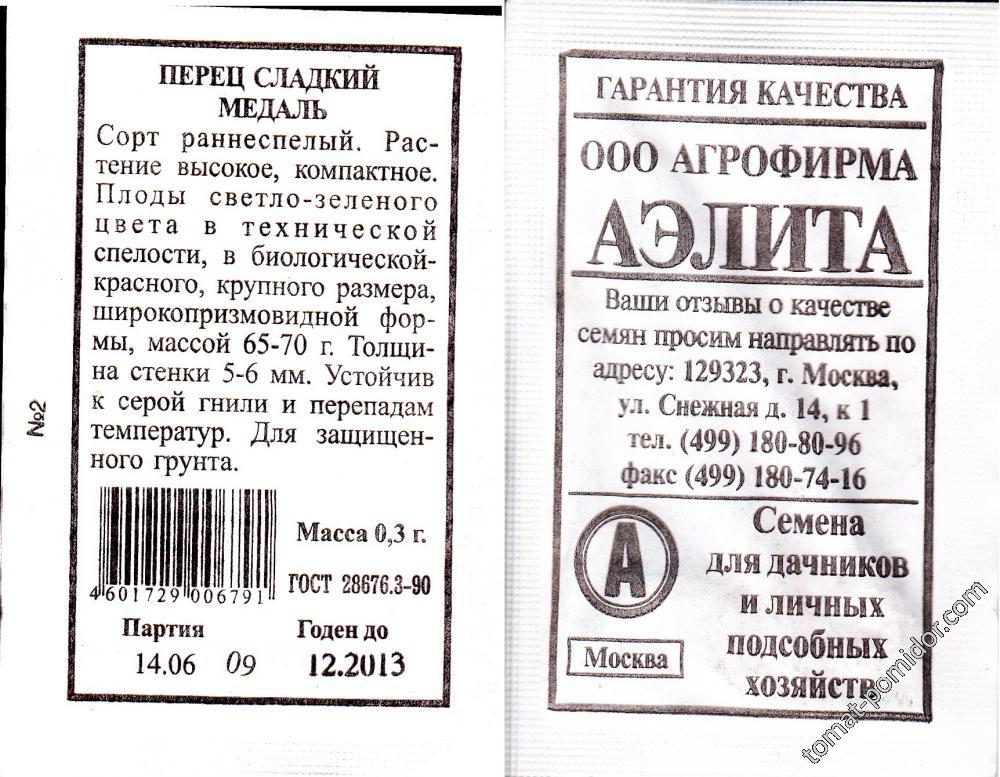 ПЕРЕЦ СЛАДКИЙ
МЕДАЛЬ
Сорт раннеспелый. Рас-
тение высокое, компактное.
Плоды светло-зеленого
цвета в технической
спелости, в биологической-
красного, крупного размера,
широкопризмовидной фор-
мы, массой 65-70 г. Толщи-
на стенки 5-6 мм. Устойчив
к серой гнили и перепадам
температур. Для защищен-
ного грунта.
№2
Масса 0,3 г.
ГОСТ 28676.3-90
4 601729 006791
Партия
14.06 09
Годен до
12.2013
ГАРАНТИЯ КАЧЕСТВА
ООО АГРОФИРМА
АЭЛИТА
Ваши отзывы о качестве
семян просим направлять по
адресу: 129323, г. Москва,
ул. Снежная д. 14, к 1
тел. (499) 180-80-96
факс (499) 180-74-16
А
Москва
Семена
для дачников
и личных
подсобных
хозяйств
tomat-pomidor.com